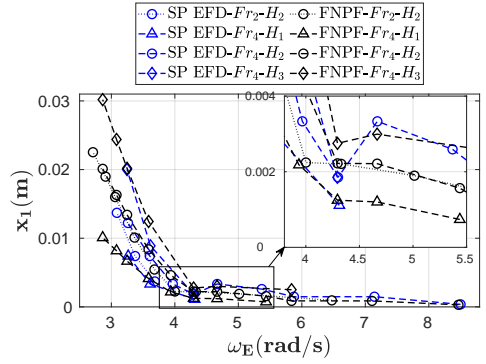 SP EFD-Fr₂-H₂ FNPF-Fr₂-H₂
SP EFD-Fr₄-H₁ FNPF-Fr₄-H₁
SP EFD-Fr₄-H₂ FNPF-Fr₄-H₂
SP EFD-Fr₄-H₃ FNPF-Fr₄-H₃
0.03
0.02
0.01
0
x₁(m)
3 4 5 6 7 8
ω_E(rad/s)
0.004
0.002
0
4 4.5 5 5.5